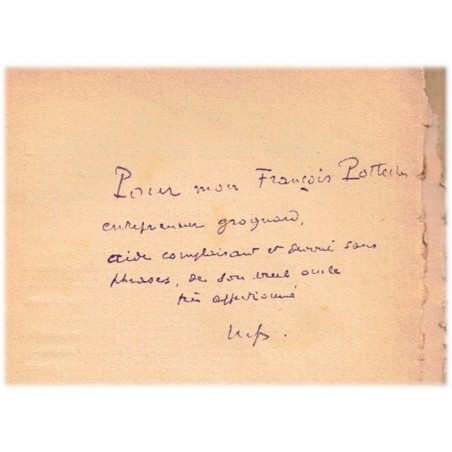 Pour mon François Pottecher
entrepreneur grognard,
aide complaisant et dévoué sans
phrases, de son vieil oncle
très affectionné